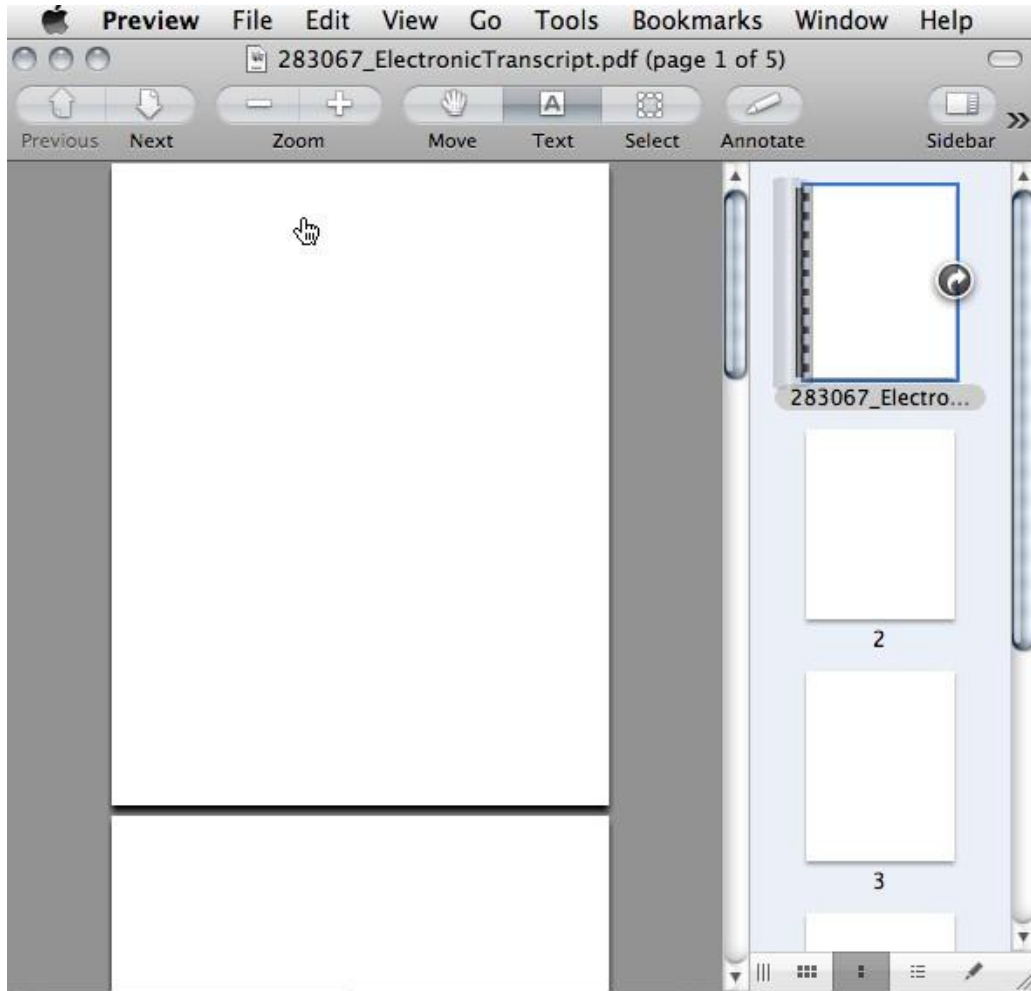 Preview File Edit View Go Tools Bookmarks Window Help
283067_ElectronicTranscript.pdf (page 1 of 5)
A
Previous Next Zoom Move Text Select Annotate Sidebar
283067_Electro...
2
3